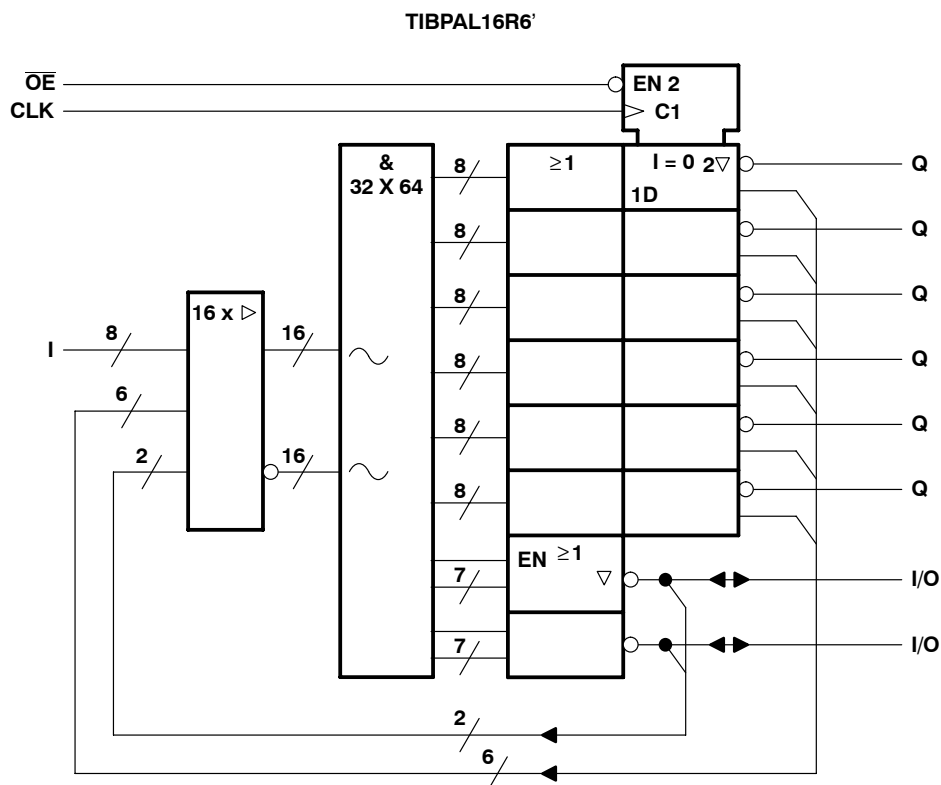 TIBPAL16R6'
OE
EN 2
CLK
C1
&
32 X 64
8
≥1
I = 0 2▽
Q
1D
8
Q
8
Q
16 x ▷
I
8
16
8
Q
6
8
Q
2
16
8
Q
EN ≥1
▽
7
I/O
7
I/O
2
6